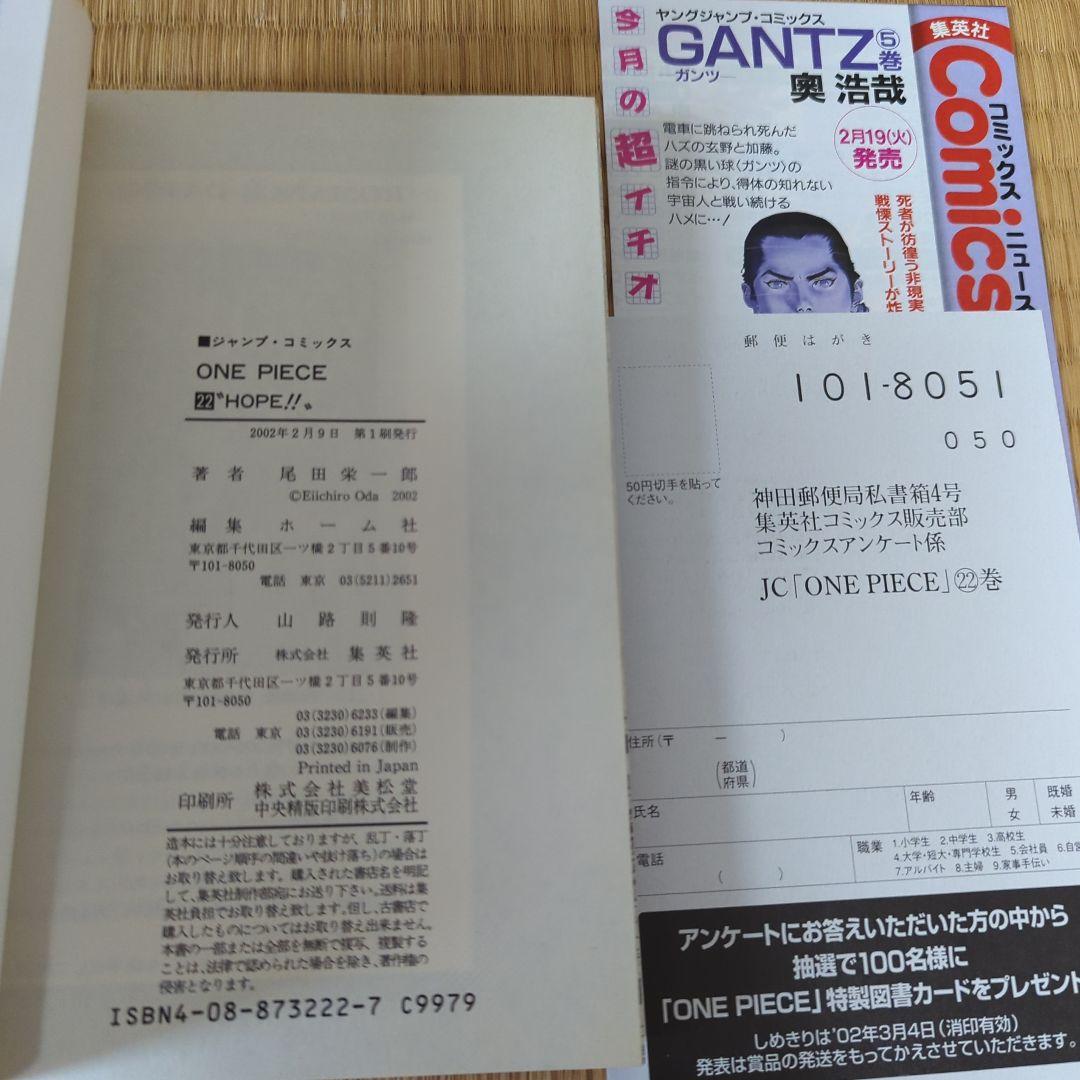 ■ジャンプ・コミックス
ONE PIECE
22 〝HOPE!!〟
2002年2月9日 第1刷発行
著者 尾田栄一郎
©Eiichiro Oda 2002
編集 ホーム社
東京都千代田区一ツ橋2丁目5番10号
〒101-8050
電話 東京 03(5211)2651
発行人 山路則隆
発行所 株式会社 集英社
東京都千代田区一ツ橋2丁目5番10号
〒101-8050
03(3230)6233(編集)
電話 東京 03(3230)6191(販売)
03(3230)6076(制作)
Printed in Japan
印刷所 株式会社美松堂
中央精版印刷株式会社
造本には十分注意しておりますが、乱丁・落丁
(本のページ順序の間違いや抜け落ち)の場合は
お取り替え致します。購入された書店名を明記
して、集英社制作部宛にお送り下さい。送料は集
英社負担でお取り替え致します。但し、古書店で
購入したものについてはお取り替え出来ません。
本書の一部または全部を無断で複写、複製する
ことは、法律で認められた場合を除き、著作権の
侵害となります。
ISBN4-08-873222-7 C9979
今月の超イチオ
ヤングジャンプ・コミックス
GANTZ⑤巻
ガンツ
奥 浩哉
2月19(火)
発売
電車に跳ねられ死んだ
ハズの玄野と加藤。
謎の黒い球〈ガンツ〉の
指令により、得体の知れない
宇宙人と戦い続ける
ハメに…!
死者が彷徨う非現実
戦慄ストーリーが炸
集英社
Comics
コミックス ニュース
郵便はがき
101-8051
050
50円切手を貼って
ください。
神田郵便局私書箱4号
集英社コミックス販売部
コミックスアンケート係
JC「ONE PIECE」㉒巻
住所(〒 ー )
(都道
府県)
氏名
年齢
男
女
既婚
未婚
電話
( )
職業 1.小学生 2.中学生 3.高校生
4.大学・短大・専門学校生 5.会社員 6.自営
7.アルバイト 8.主婦 9.家事手伝い
アンケートにお答えいただいた方の中から
抽選で100名様に
「ONE PIECE」特製図書カードをプレゼント
しめきりは'02年3月4日(消印有効)
発表は賞品の発送をもってかえさせていただきます。